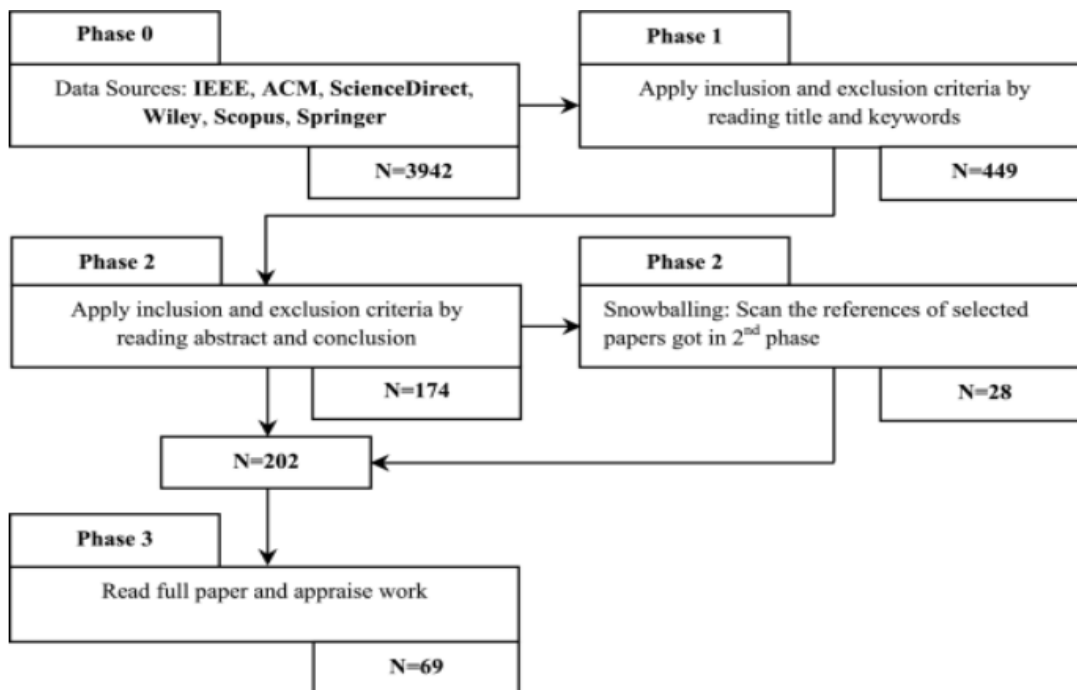 Phase 0
Data Sources: IEEE, ACM, ScienceDirect,
Wiley, Scopus, Springer
N=3942
Phase 1
Apply inclusion and exclusion criteria by
reading title and keywords
N=449
Phase 2
Apply inclusion and exclusion criteria by
reading abstract and conclusion
N=174
Phase 2
Snowballing: Scan the references of selected
papers got in 2nd phase
N=28
N=202
Phase 3
Read full paper and appraise work
N=69